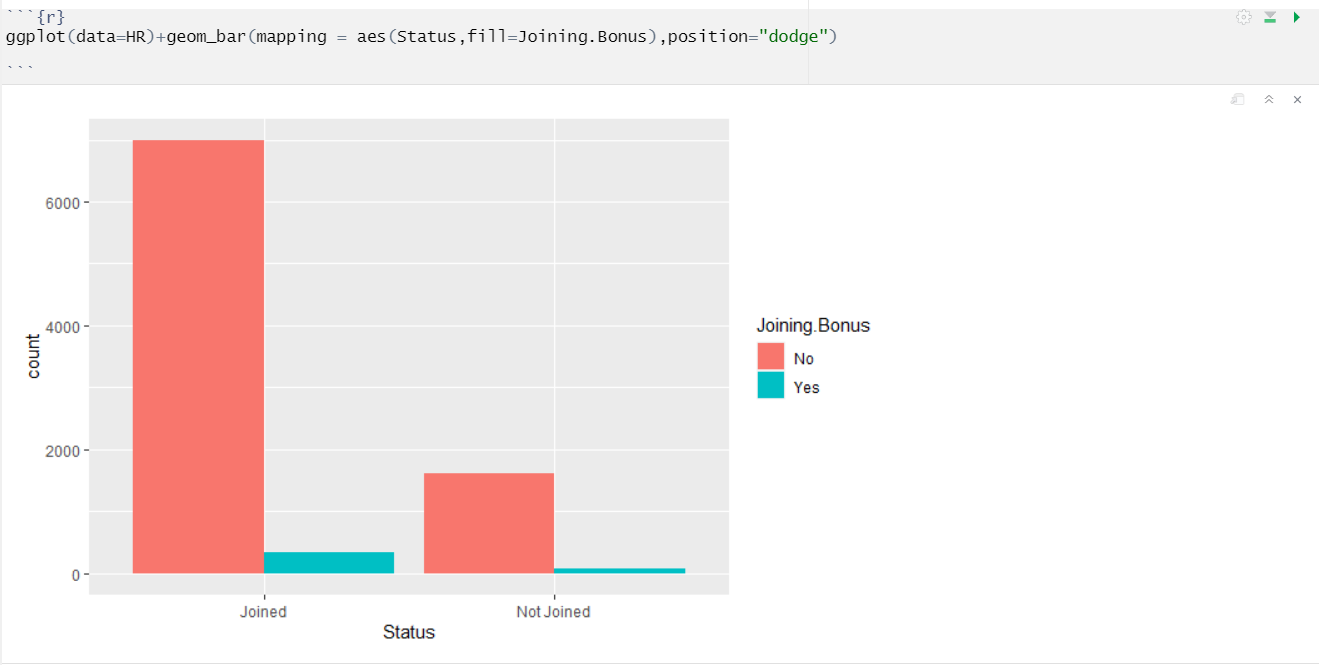 ```{r}
ggplot(data=HR)+geom_bar(mapping = aes(Status,fill=Joining.Bonus),position="dodge")
```
6000
4000
2000
0
count
Joined
Not Joined
Status
Joining.Bonus
No
Yes